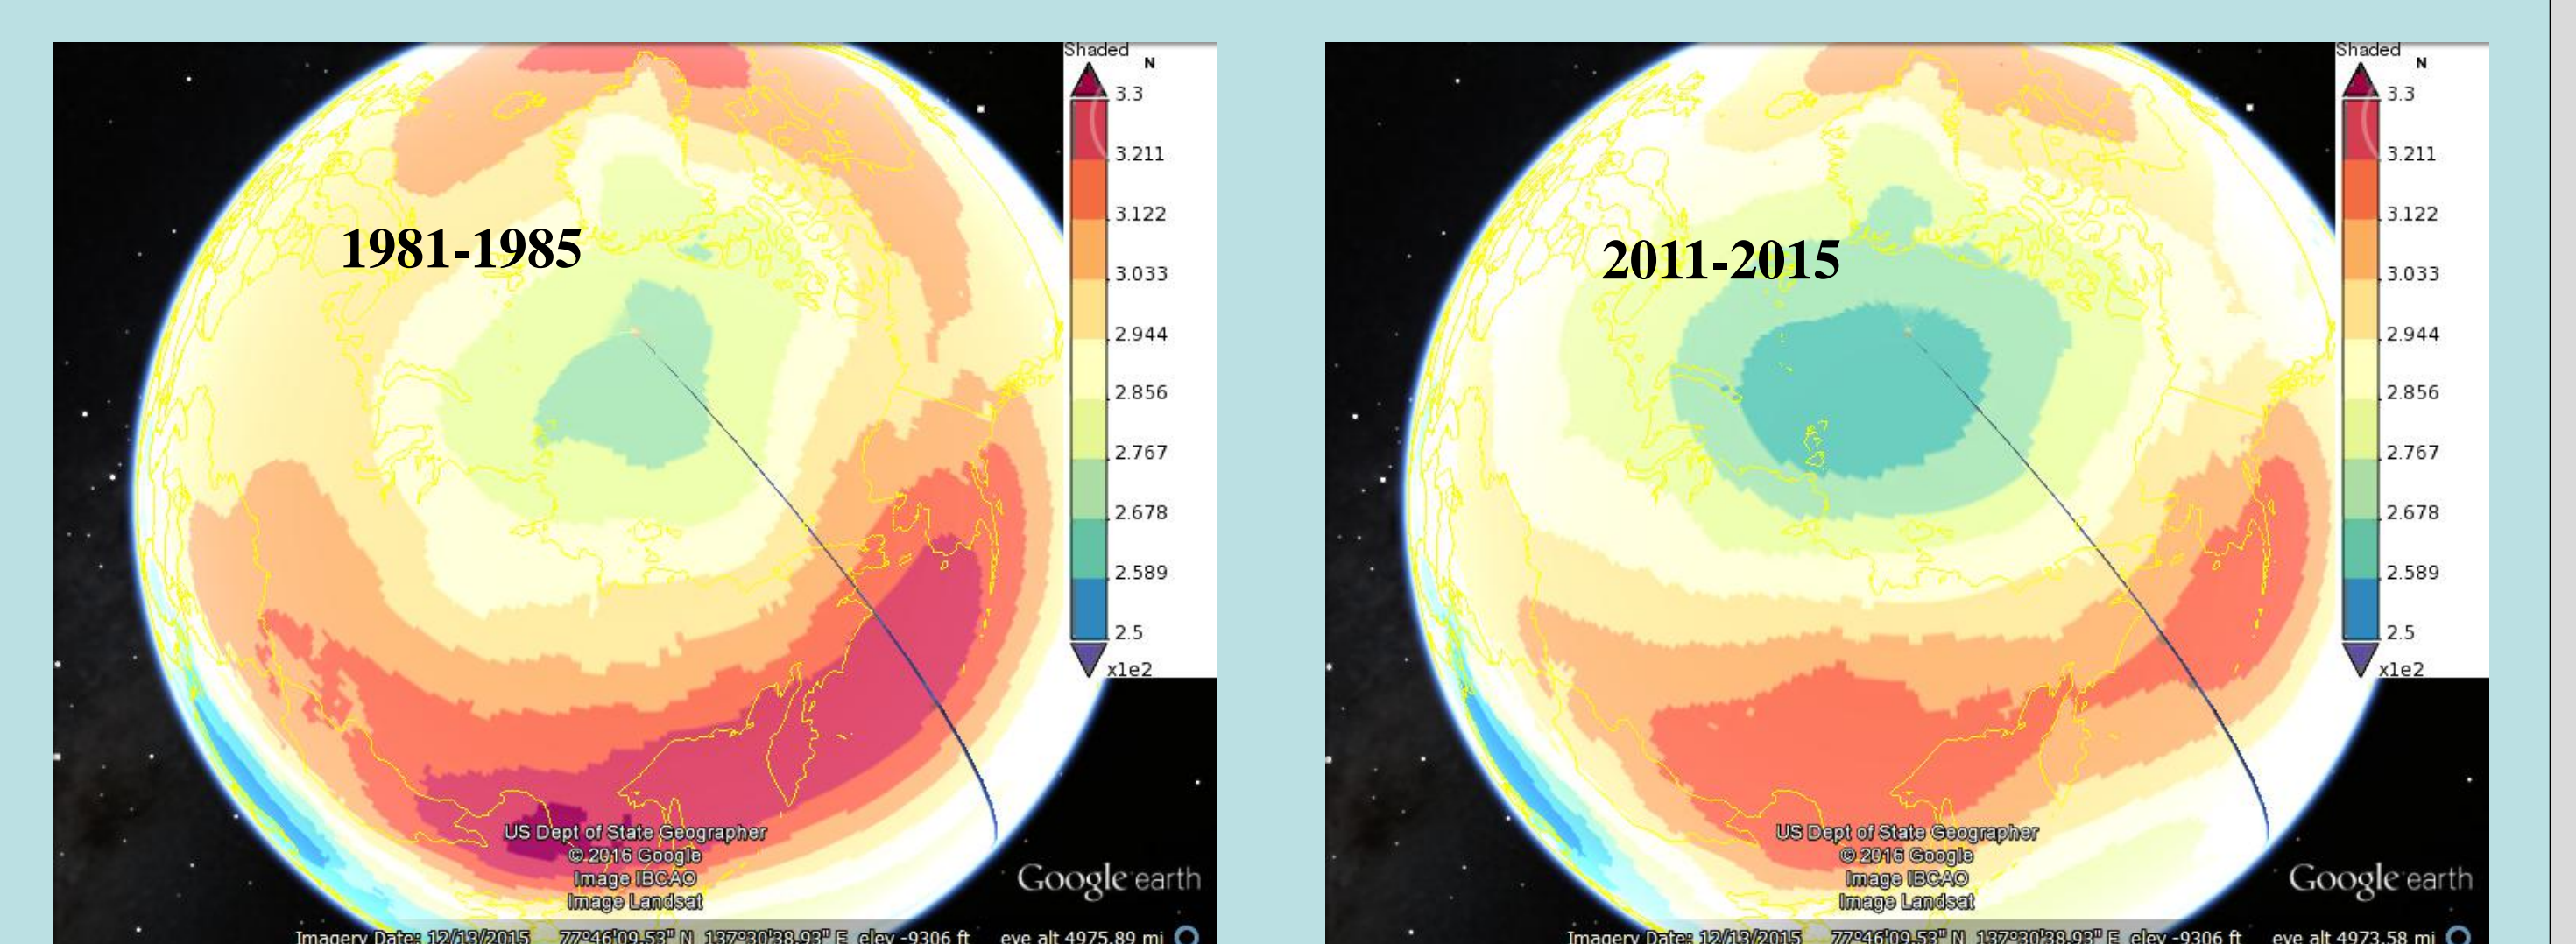 Shaded
N
3.3
3.211
3.122
3.033
2.944
2.856
2.767
2.678
2.589
2.5
x1e2
1981-1985
US Dept of State Geographer
© 2016 Google
Image IBCAO
Image Landsat
Google earth
Imagery Date: 12/13/2015 77°46'09.53" N 137°30'38.93" E elev -9306 ft eye alt 4975.89 mi
Shaded
N
3.3
3.211
3.122
3.033
2.944
2.856
2.767
2.678
2.589
2.5
x1e2
2011-2015
US Dept of State Geographer
© 2016 Google
Image IBCAO
Image Landsat
Google earth
Imagery Date: 12/13/2015 77°46'09.53" N 137°30'38.93" E elev -9306 ft eye alt 4973.58 mi